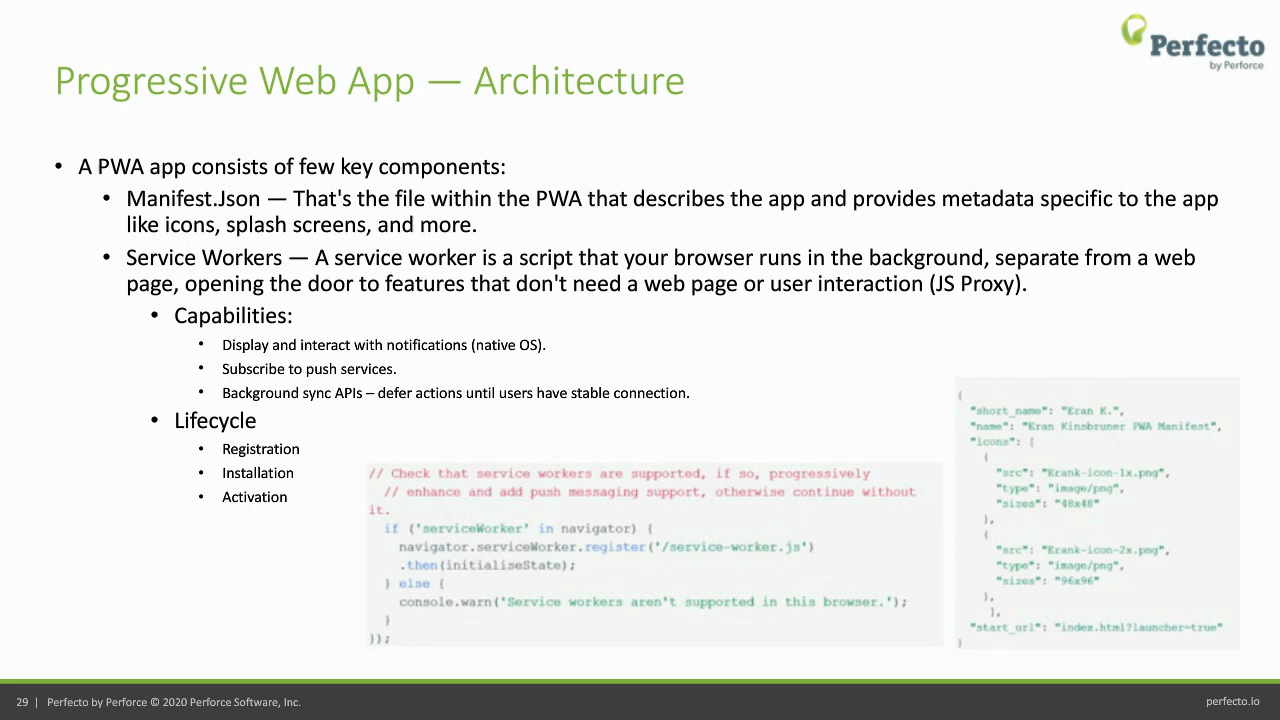 Perfecto
by Perforce
Progressive Web App — Architecture
• A PWA app consists of few key components:
• Manifest.Json — That's the file within the PWA that describes the app and provides metadata specific to the app
like icons, splash screens, and more.
• Service Workers — A service worker is a script that your browser runs in the background, separate from a web
page, opening the door to features that don't need a web page or user interaction (JS Proxy).
• Capabilities:
• Display and interact with notifications (native OS).
• Subscribe to push services.
• Background sync APIs – defer actions until users have stable connection.
• Lifecycle
• Registration
• Installation
• Activation
// Check that service workers are supported, if so, progressively
// enhance and add push messaging support, otherwise continue without
it.
if ('serviceWorker' in navigator) {
navigator.serviceWorker.register('/service-worker.js')
.then(initialiseState);
} else {
console.warn('Service workers aren't supported in this browser.');
}
});
{
"short_name": "Eran K.",
"name": "Eran Kinsbruner PWA Manifest",
"icons": [
{
"src": "Erank-icon-1x.png",
"type": "image/png",
"sizes": "48x48"
},
{
"src": "Erank-icon-2x.png",
"type": "image/png",
"sizes": "96x96"
},
],
"start_url": "index.html?launcher=true"
}
29 | Perfecto by Perforce © 2020 Perforce Software, Inc.
perfecto.io